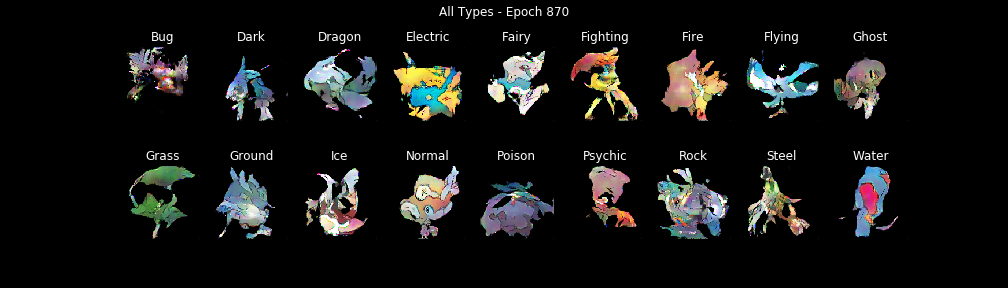 All Types - Epoch 870
Bug Dark Dragon Electric Fairy Fighting Fire Flying Ghost
Grass Ground Ice Normal Poison Psychic Rock Steel Water